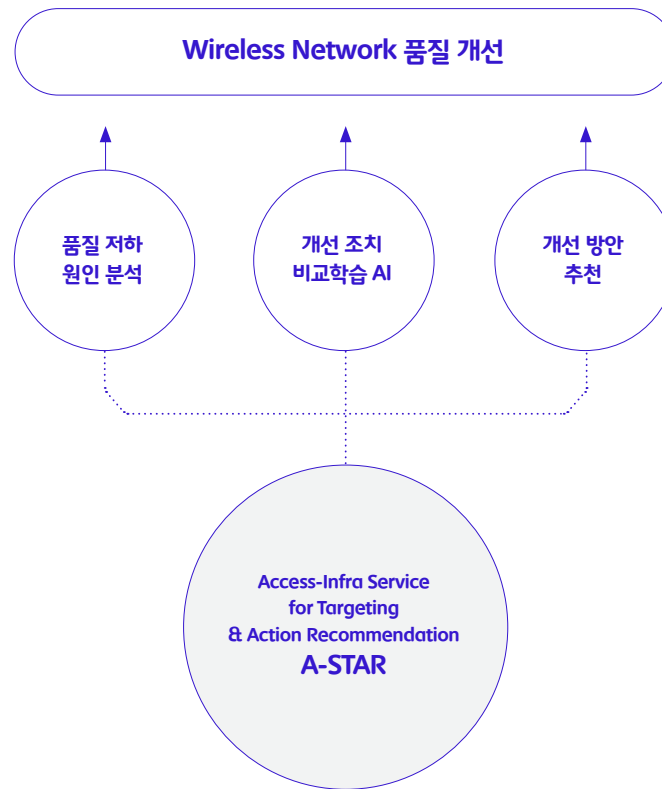 Wireless Network 품질 개선
품질 저하
원인 분석
개선 조치
비교학습 AI
개선 방안
추천
Access-Infra Service
for Targeting
& Action Recommendation
A-STAR